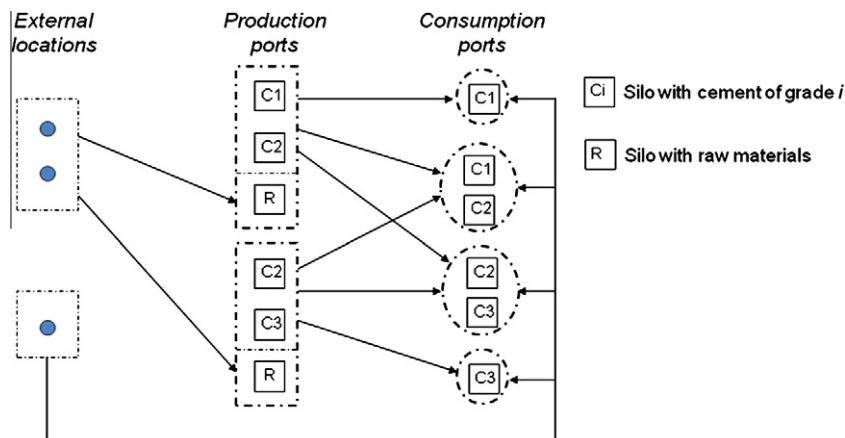 External
locations
Production
ports
Consumption
ports
C1
C2
R
C2
C3
R
C1
C1
C2
C2
C3
C3
Ci Silo with cement of grade i
R Silo with raw materials